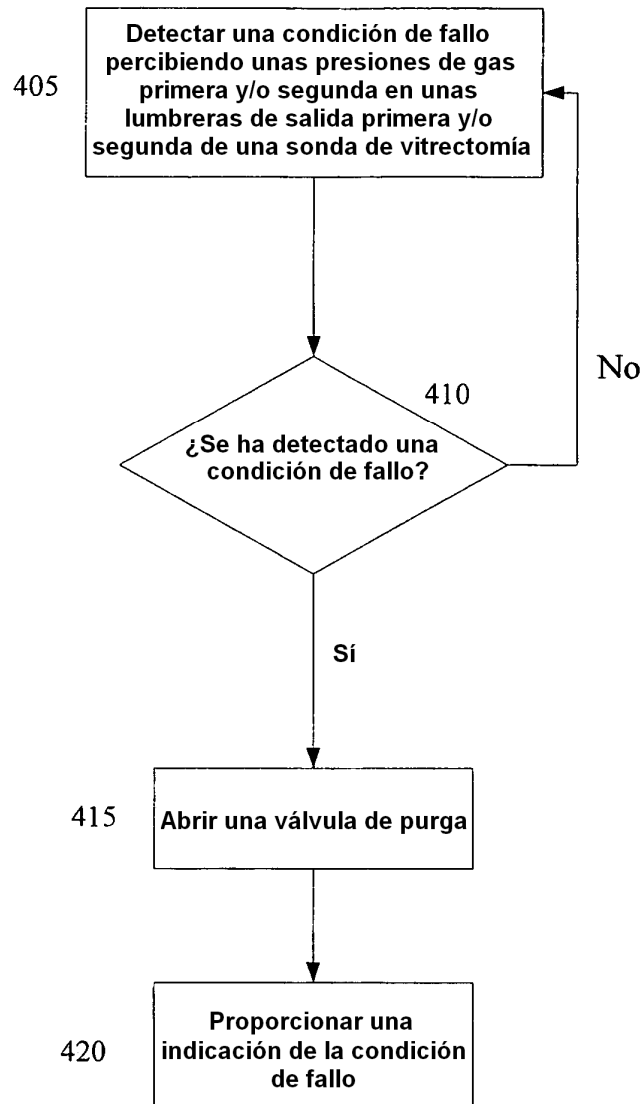 405
Detectar una condición de fallo
percibiendo unas presiones de gas
primera y/o segunda en unas
lumbreras de salida primera y/o
segunda de una sonda de vitrectomía
No
410
¿Se ha detectado una
condición de fallo?
Sí
415
Abrir una válvula de purga
420
Proporcionar una
indicación de la condición
de fallo